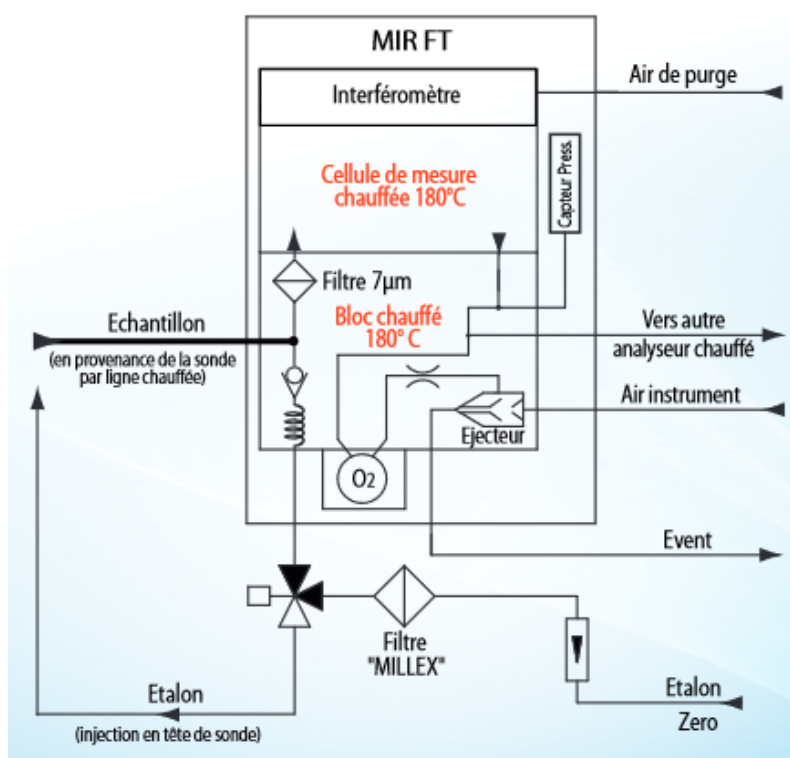 MIR FT
Interféromètre
Air de purge
Capteur Press.
Cellule de mesure
chauffée 180°C
Filtre 7µm
Echantillon
(en provenance de la sonde
par ligne chauffée)
Bloc chauffé
180° C
Vers autre
analyseur chauffé
Air instrument
Ejecteur
O2
Event
Filtre
"MILLEX"
Etalon
(injection en tête de sonde)
Etalon
Zero